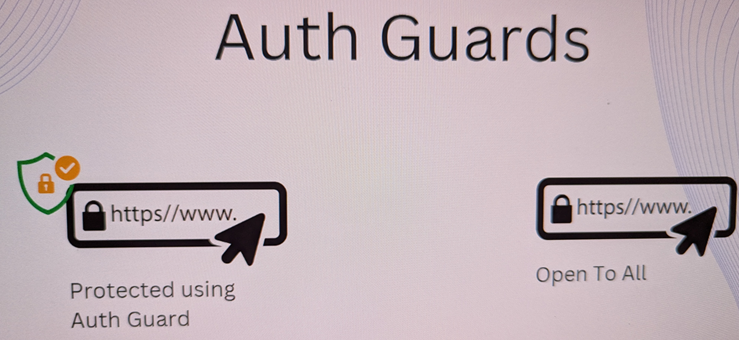 Auth Guards
https//www.
https//www.
Protected using
Auth Guard
Open To All